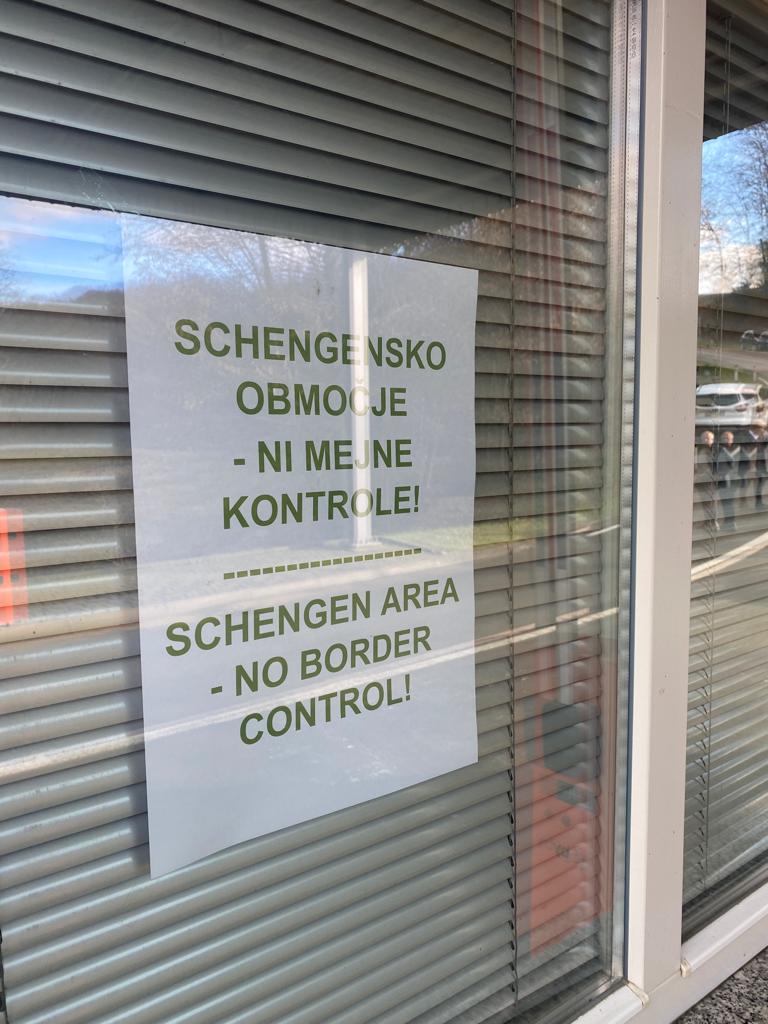 SCHENGENSKO
OBMOČJE
- NI MEJNE
KONTROLE!
------------------
SCHENGEN AREA
- NO BORDER
CONTROL!